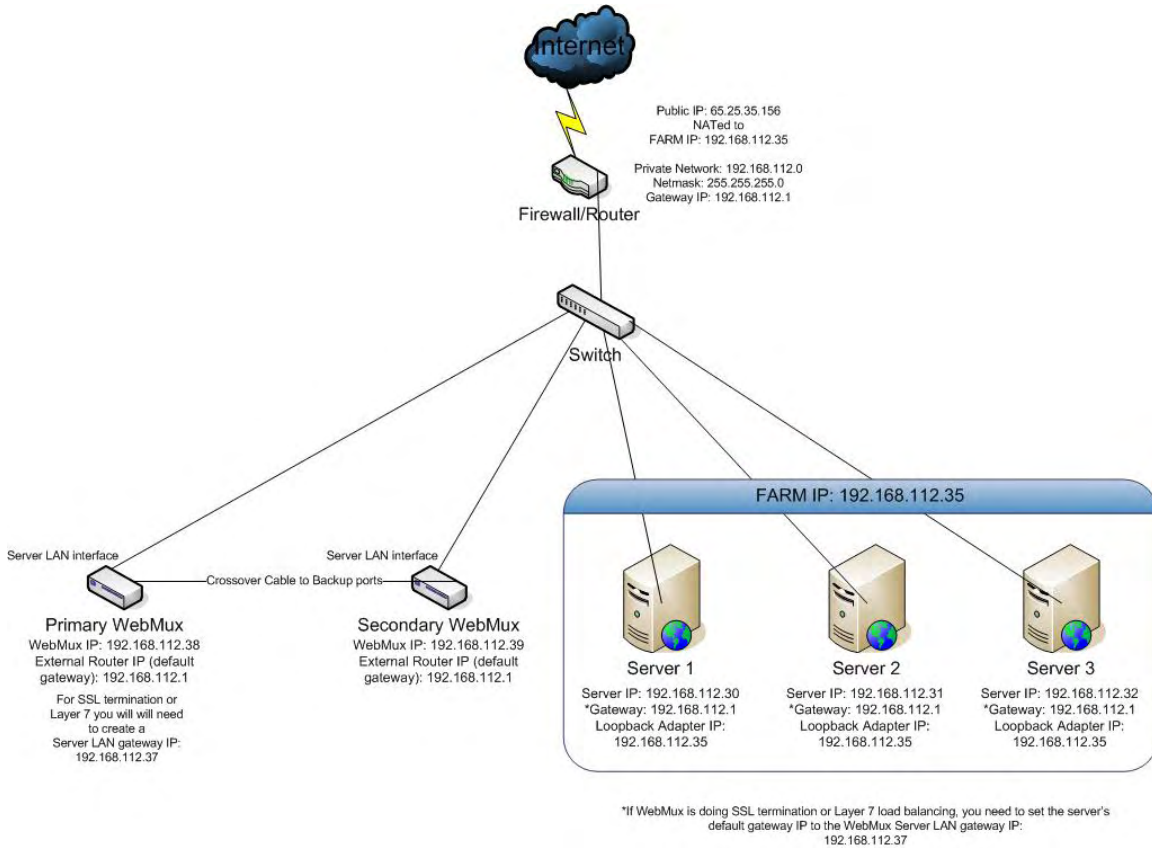 Internet
Public IP: 65.25.35.156
NATed to
FARM IP: 192.168.112.35
Private Network: 192.168.112.0
Netmask: 255.255.255.0
Gateway IP: 192.168.112.1
Firewall/Router
Switch
FARM IP: 192.168.112.35
Server LAN interface
Server LAN interface
Crossover Cable to Backup ports
Primary WebMux
WebMux IP: 192.168.112.38
External Router IP (default
gateway): 192.168.112.1
For SSL termination or
Layer 7 you will will need
to create a
Server LAN gateway IP:
192.168.112.37
Secondary WebMux
WebMux IP: 192.168.112.39
External Router IP (default
gateway): 192.168.112.1
Server 1
Server IP: 192.168.112.30
*Gateway: 192.168.112.1
Loopback Adapter IP:
192.168.112.35
Server 2
Server IP: 192.168.112.31
*Gateway: 192.168.112.1
Loopback Adapter IP:
192.168.112.35
Server 3
Server IP: 192.168.112.32
*Gateway: 192.168.112.1
Loopback Adapter IP:
192.168.112.35
*If WebMux is doing SSL termination or Layer 7 load balancing, you need to set the server's
default gateway IP to the WebMux Server LAN gateway IP:
192.168.112.37